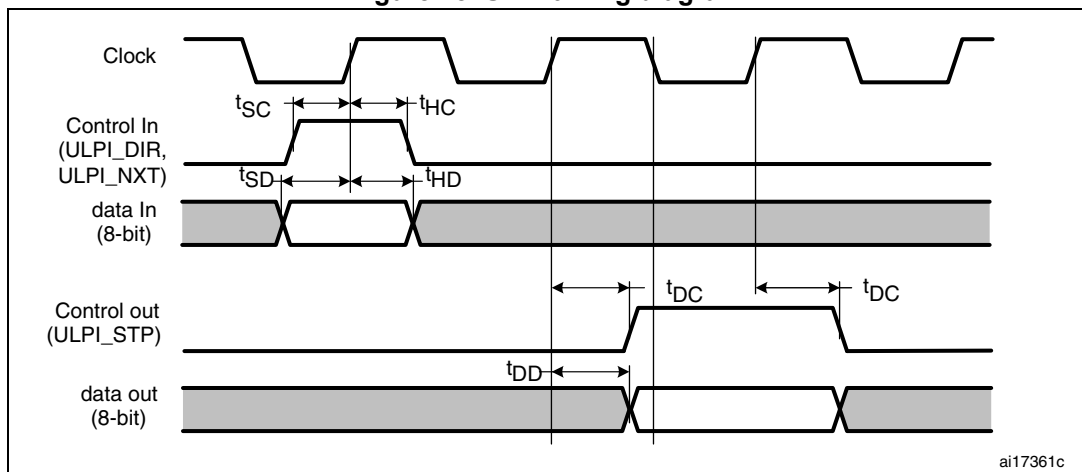 Clock
tSC
tHC
Control In
(ULPI_DIR,
ULPI_NXT)
tSD
tHD
data In
(8-bit)
tDC
tDC
Control out
(ULPI_STP)
tDD
data out
(8-bit)
ai17361c